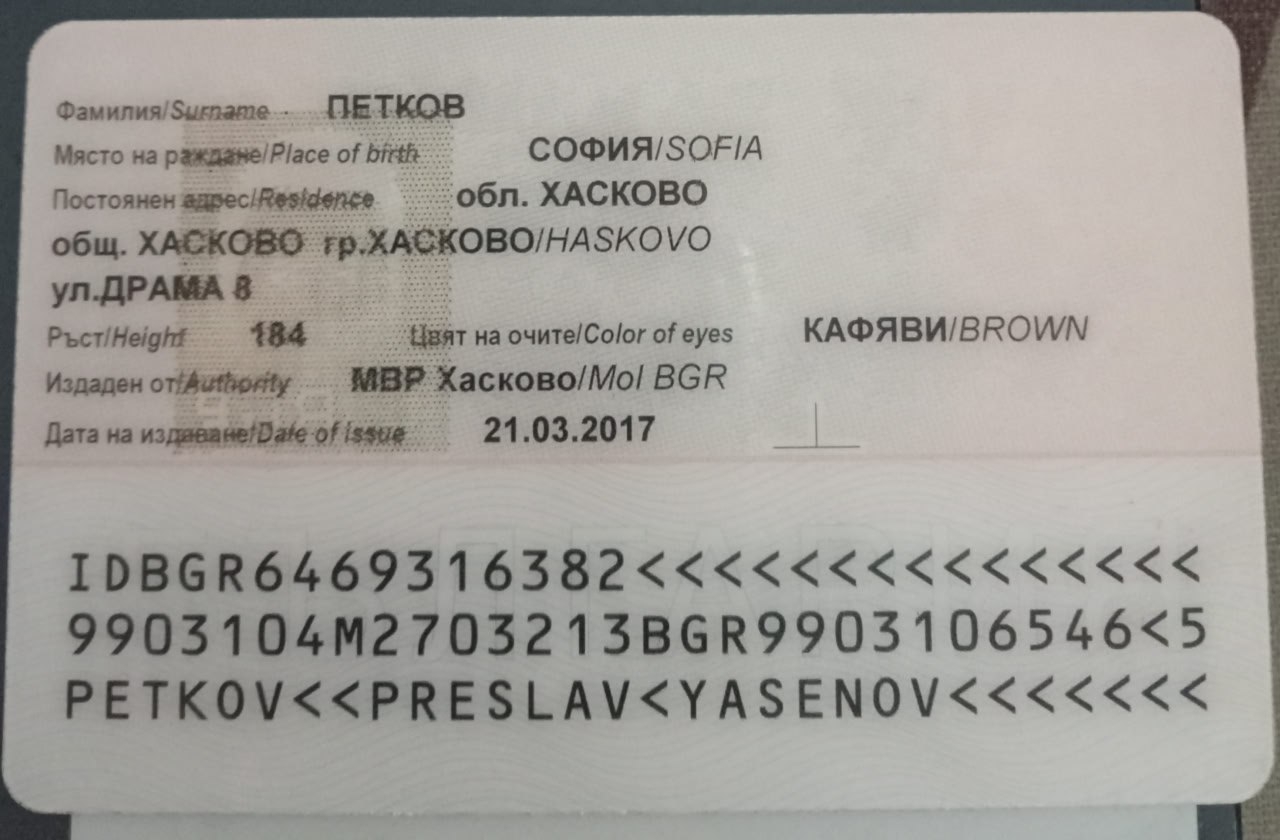 Фамилия/Surname ПЕТКОВ
Място на раждане/Place of birth СОФИЯ/SOFIA
Постоянен адрес/Residence обл. ХАСКОВО
общ. ХАСКОВО гр.ХАСКОВО/HASKOVO
ул.ДРАМА 8
Ръст/Height 184 Цвят на очите/Color of eyes КАФЯВИ/BROWN
Издаден от/Authority МВР Хасково/MoI BGR
Дата на издаване/Date of issue 21.03.2017
IDBGR6469316382<<<<<<<<<<<<<<<
9903104M2703213BGR9903106546<5
PETKOV<<PRESLAV<YASENOV<<<<<<<